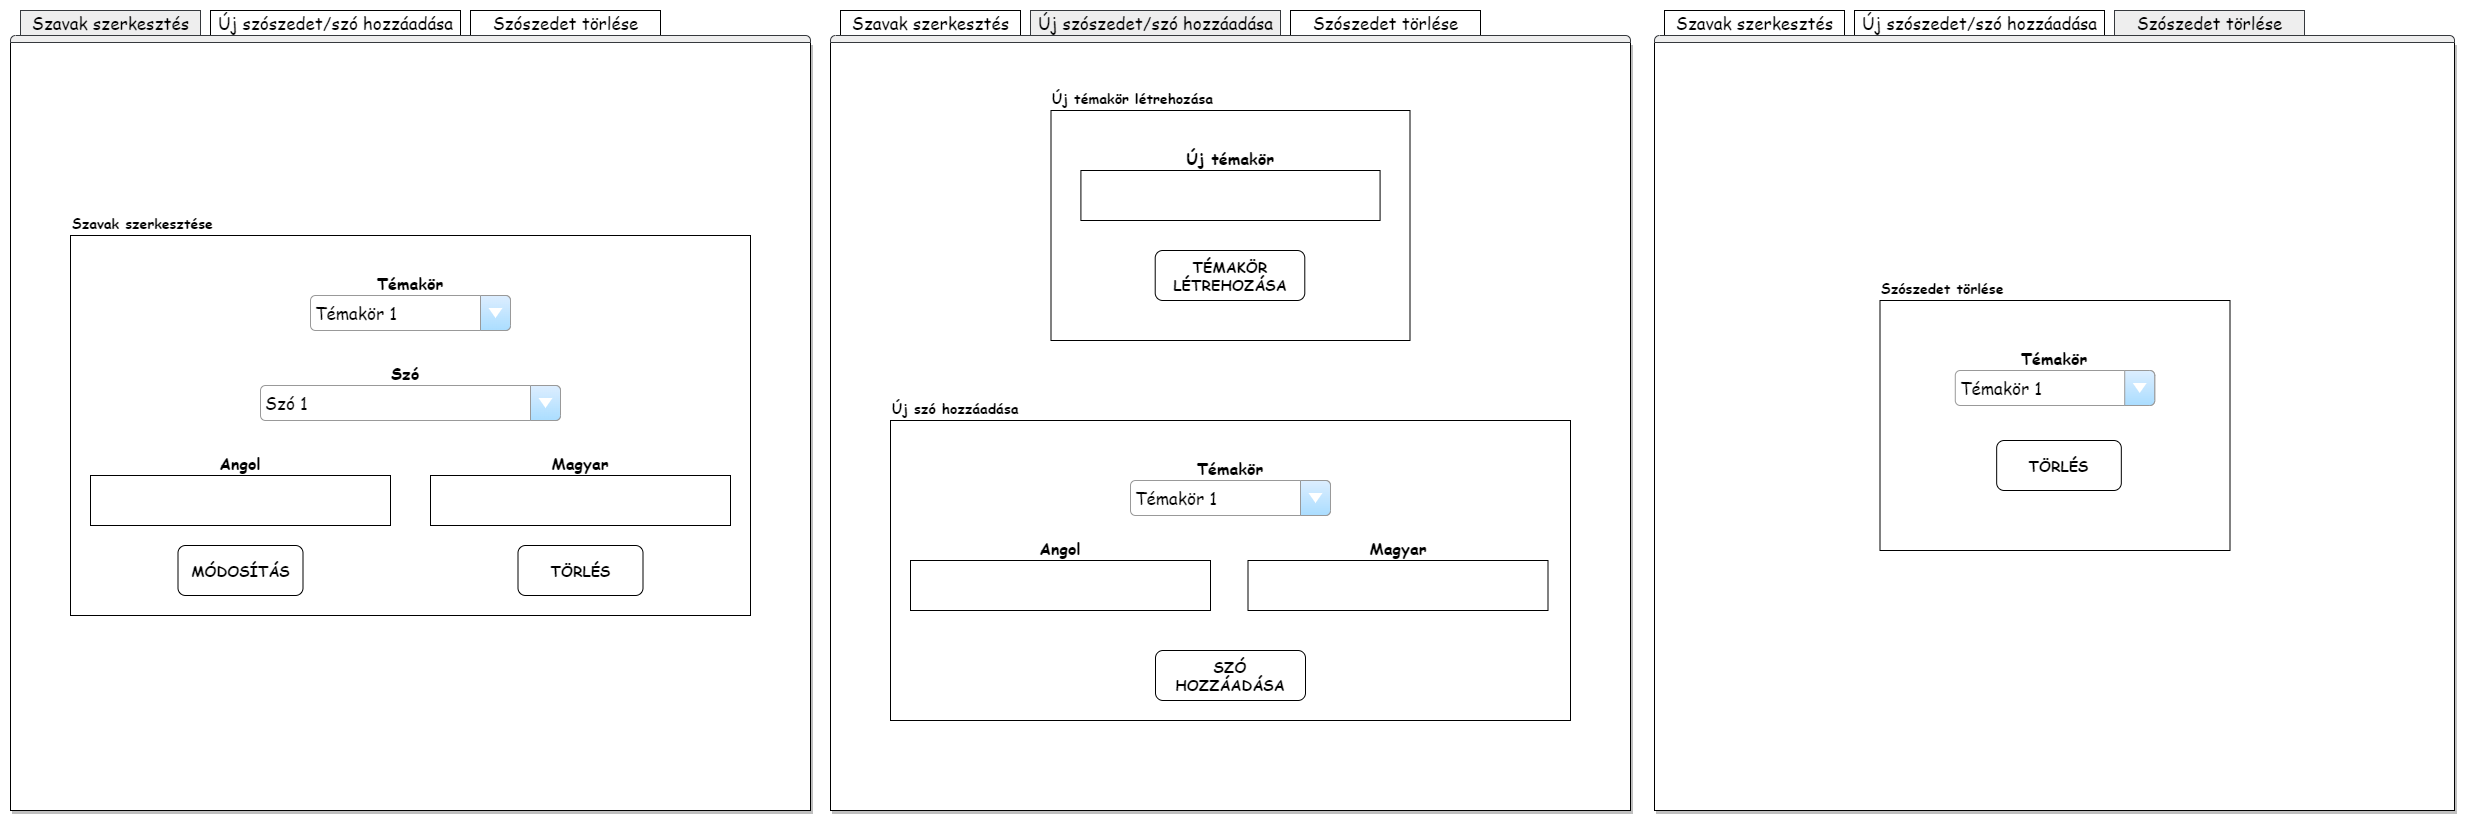 Szavak szerkesztés
Új szószedet/szó hozzáadása
Szószedet törlése
Szavak szerkesztése
Témakör
Témakör 1
Szó
Szó 1
Angol
Magyar
MÓDOSÍTÁS
TÖRLÉS
Szavak szerkesztés
Új szószedet/szó hozzáadása
Szószedet törlése
Új témakör létrehozása
Új témakör
TÉMAKÖR
LÉTREHOZÁSA
Új szó hozzáadása
Témakör
Témakör 1
Angol
Magyar
SZÓ
HOZZÁADÁSA
Szavak szerkesztés
Új szószedet/szó hozzáadása
Szószedet törlése
Szószedet törlése
Témakör
Témakör 1
TÖRLÉS